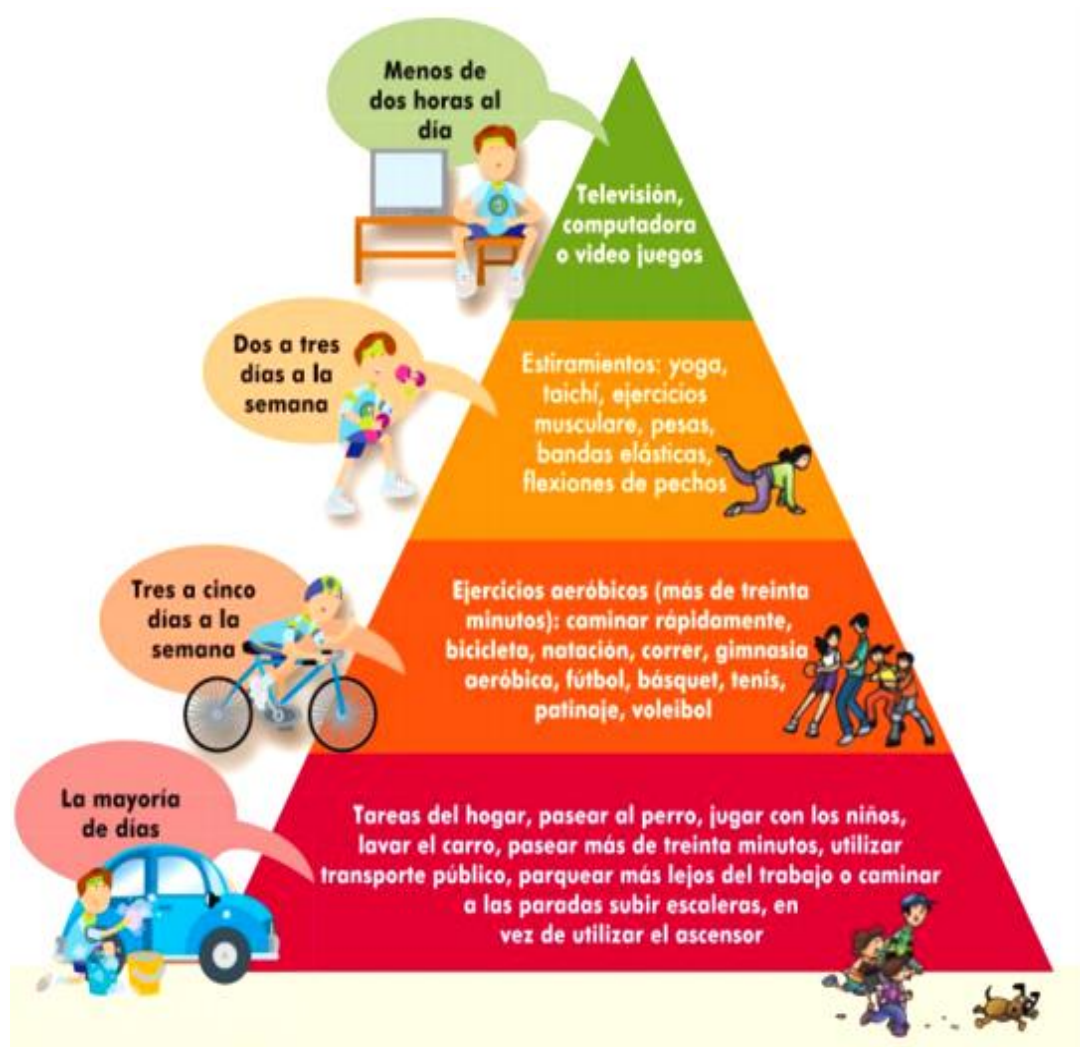 Menos de
dos horas al
día
Televisión,
computadora
o video juegos
Dos a tres
días a la
semana
Estiramientos: yoga,
taichí, ejercicios
musculare, pesas,
bandas elásticas,
flexiones de pechos
Tres a cinco
días a la
semana
Ejercicios aeróbicos (más de treinta
minutos): caminar rápidamente,
bicicleta, natación, correr, gimnasia
aeróbica, fútbol, básquet, tenis,
patinaje, voleibol
La mayoría
de días
Tareas del hogar, pasear al perro, jugar con los niños,
lavar el carro, pasear más de treinta minutos, utilizar
transporte público, parquear más lejos del trabajo o caminar
a las paradas subir escaleras, en
vez de utilizar el ascensor